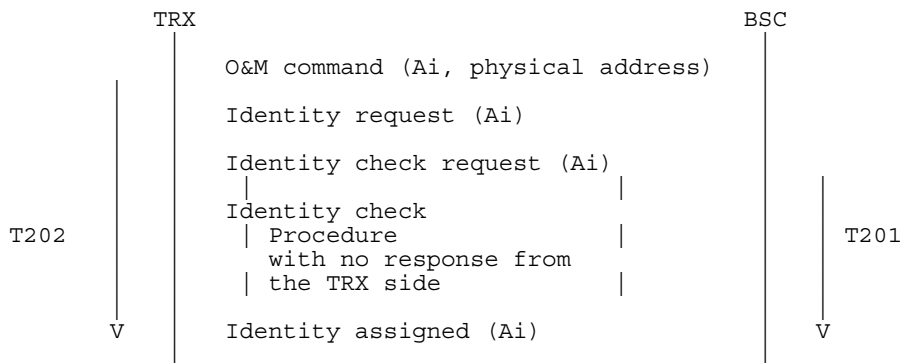 TRX BSC
O&M command (Ai, physical address)
Identity request (Ai)
Identity check request (Ai)
Identity check
T202 Procedure T201
with no response from
the TRX side
V Identity assigned (Ai) V